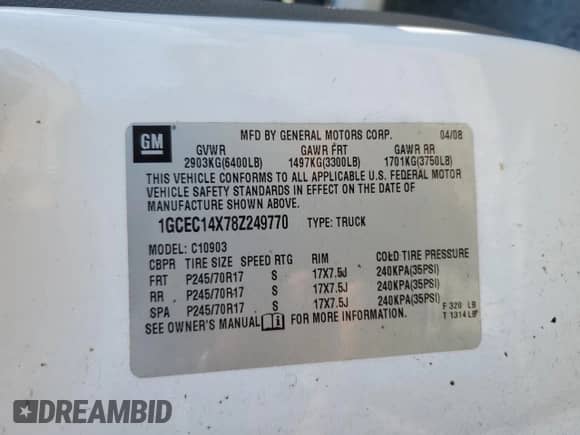 GM
MFD BY GENERAL MOTORS CORP. 04/08
GVWR GAWR FRT GAWR RR
2903KG(6400LB) 1497KG(3300LB) 1701KG(3750LB)
THIS VEHICLE CONFORMS TO ALL APPLICABLE U.S. FEDERAL MOTOR
VEHICLE SAFETY STANDARDS IN EFFECT ON THE DATE OF
MANUFACTURE SHOWN ABOVE.
1GCEC14X78Z249770 TYPE: TRUCK
MODEL: C10903
CBPR TIRE SIZE SPEED RTG RIM COLD TIRE PRESSURE
FRT P245/70R17 S 17X7.5J 240KPA(35PSI)
RR P245/70R17 S 17X7.5J 240KPA(35PSI)
SPA P245/70R17 S 17X7.5J 240KPA(35PSI)
SEE OWNER'S MANUAL FOR MORE INFORMATION.
F 320 LB
T 1314 LB
DREAMBID